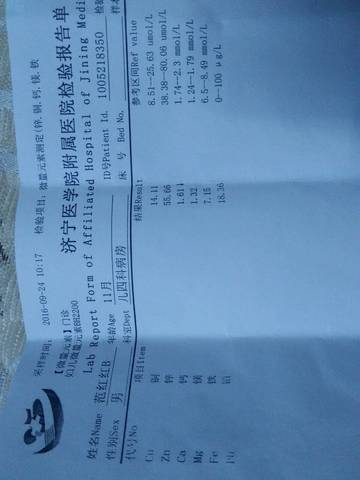 济宁医学院附属医院检验报告单
Lab Report Form of Affiliated Hospital of Jining Medi
采样时间: 2016-09-24 10:17 检验项目: 微量元素测定(锌,铜,钙,镁,铁
【微量元素】门诊
妇儿微量元素BH2200
姓名Name 范红红B 年龄Age 11月 ID号Patient Id. 1005218350
性别Sex 男 科室Dept 儿四科病房 床 号 Bed No.
代号No 项目Item 结果Result 参考区间Ref value
Cu 铜 14.11 8.51--25.63 umol/L
Zn 锌 55.66 38.38--80.06 umol/L
Ca 钙 1.61↓ 1.74--2.3 mmol/L
Mg 镁 1.32 1.24--1.79 mmol/L
Fe 铁 7.15 6.5--8.49 mmol/L
Pb 铅 18.36 0--100 μg/L